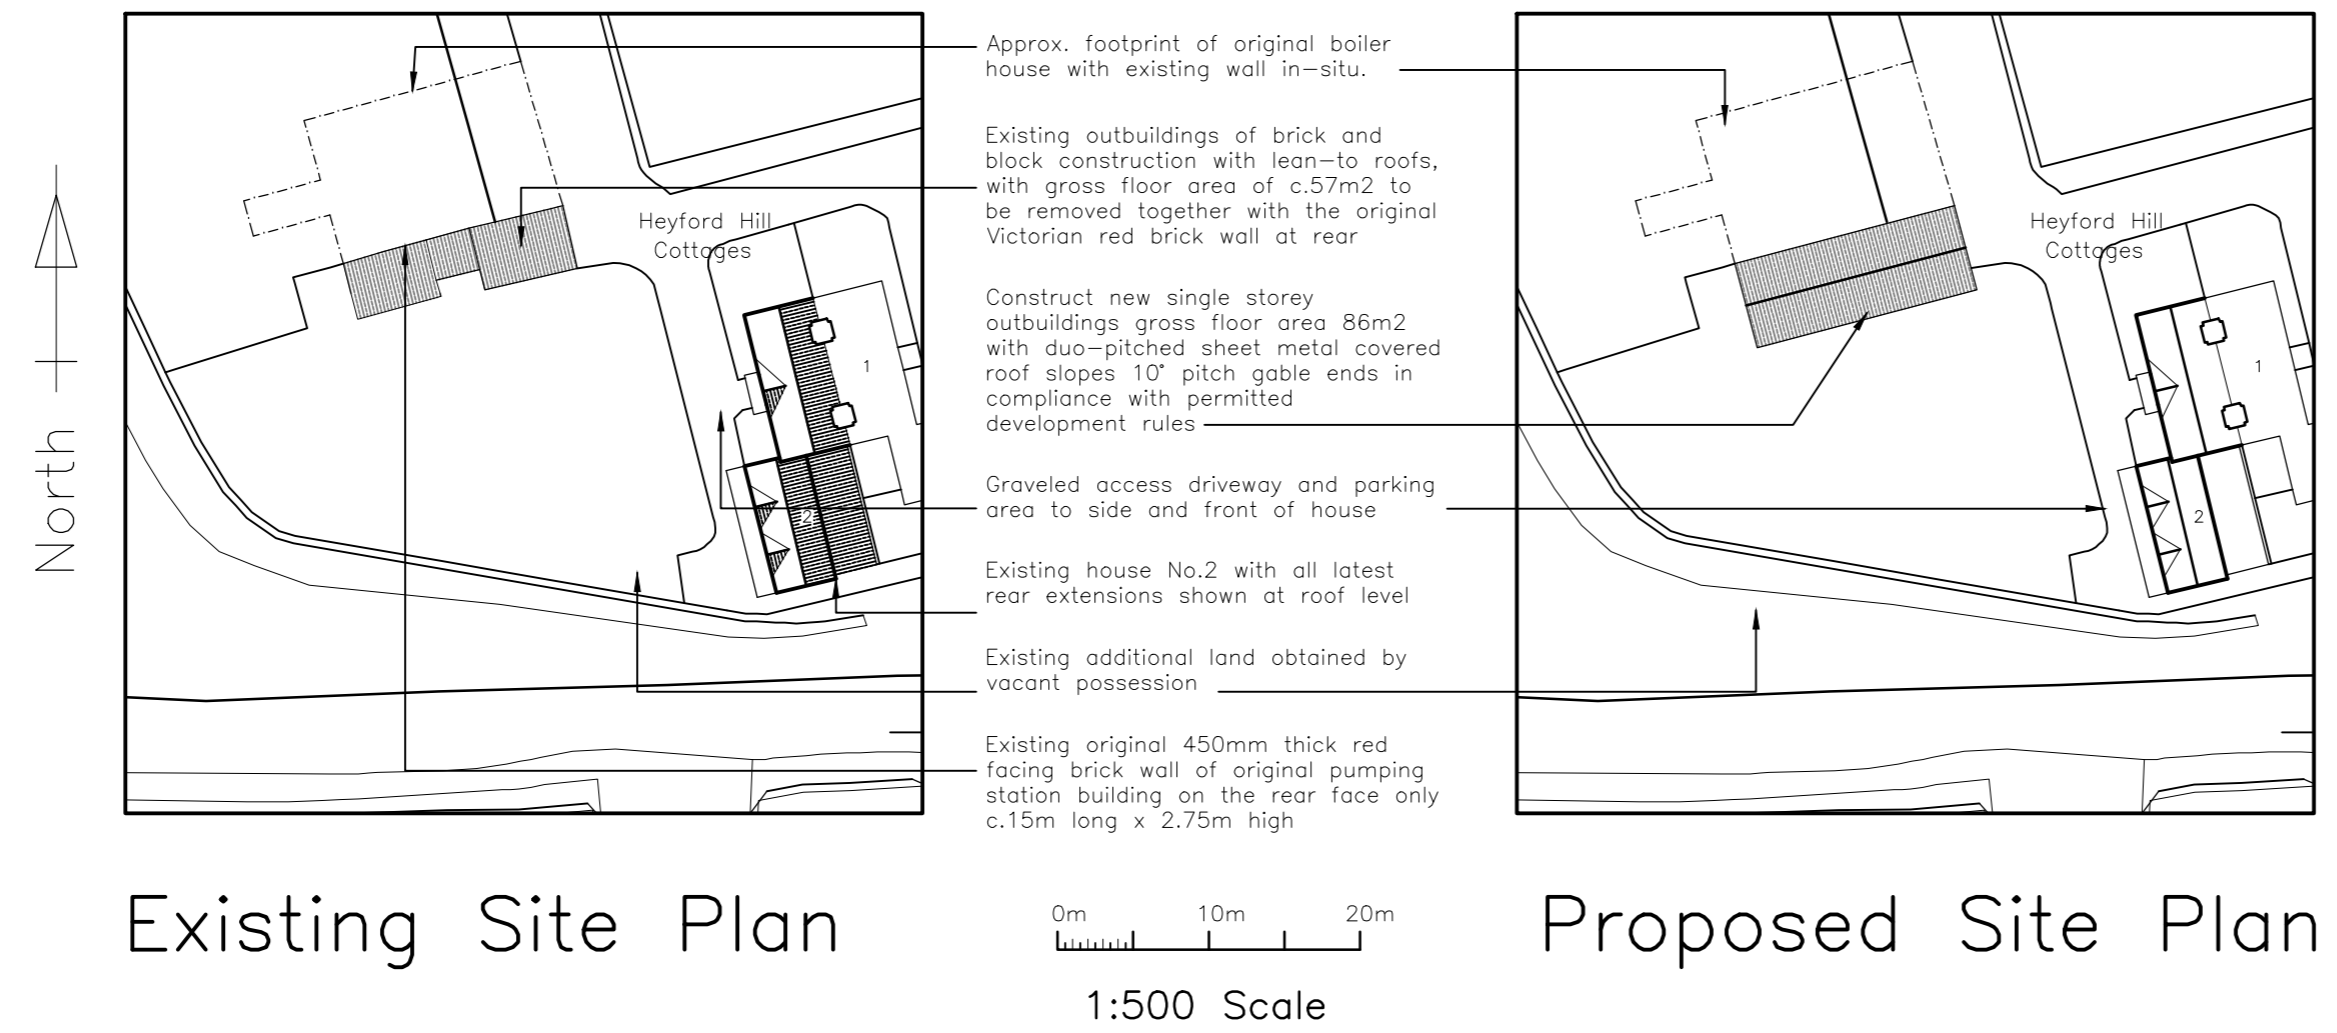 Approx. footprint of original boiler
house with existing wall in-situ.
Existing outbuildings of brick and
block construction with lean-to roofs,
with gross floor area of c.57m2 to
be removed together with the original
Victorian red brick wall at rear
Construct new single storey
outbuildings gross floor area 86m2
with duo-pitched sheet metal covered
roof slopes 10° pitch gable ends in
compliance with permitted
development rules
Graveled access driveway and parking
area to side and front of house
Existing house No.2 with all latest
rear extensions shown at roof level
Existing additional land obtained by
vacant possession
Existing original 450mm thick red
facing brick wall of original pumping
station building on the rear face only
c.15m long x 2.75m high
North
Heyford Hill
Cottages
1
2
Heyford Hill
Cottages
1
2
Existing Site Plan
0m 10m 20m
1:500 Scale
Proposed Site Plan